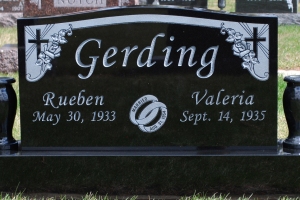 Gerding
Rueben Valeria
May 30, 1933 Sept. 14, 1935